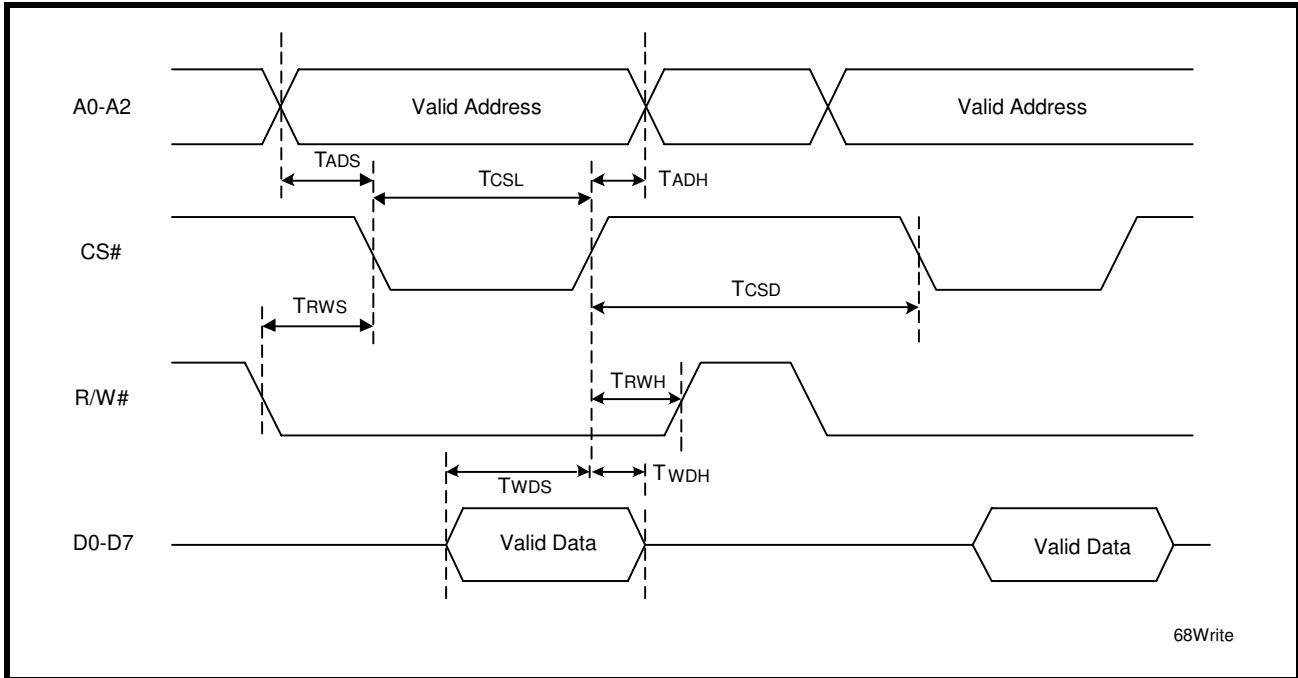 A0-A2
Valid Address
Valid Address
TADS
TCSL
TADH
CS#
TCSD
TRWS
R/W#
TRWH
TWDS
TWDH
D0-D7
Valid Data
Valid Data
68Write